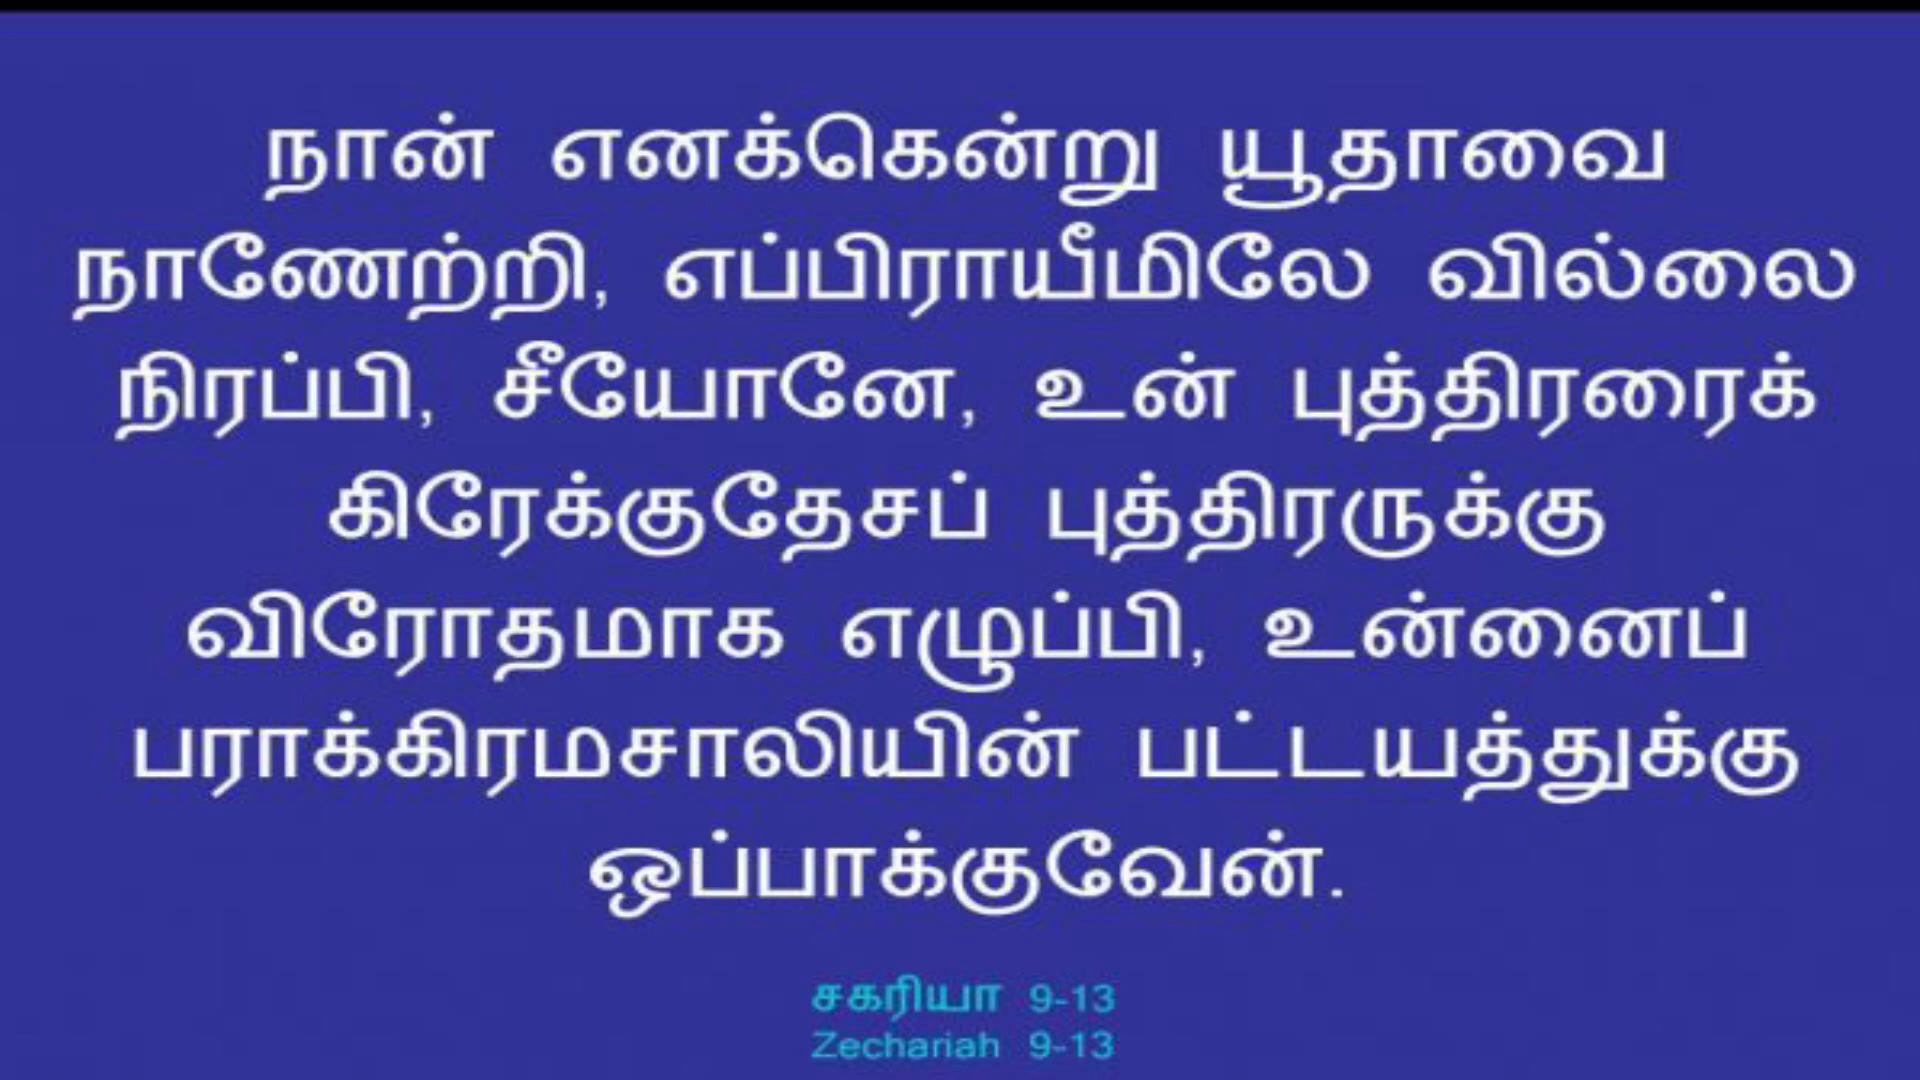 நான் எனக்கென்று யூதாவை
நாணேற்றி, எப்பிராயீமிலே வில்லை
நிரப்பி, சீயோனே, உன் புத்திரரைக்
கிரேக்குதேசப் புத்திரருக்கு
விரோதமாக எழுப்பி, உன்னைப்
பராக்கிரமசாலியின் பட்டயத்துக்கு
ஒப்பாக்குவேன்.
சகரியா 9-13
Zechariah 9-13